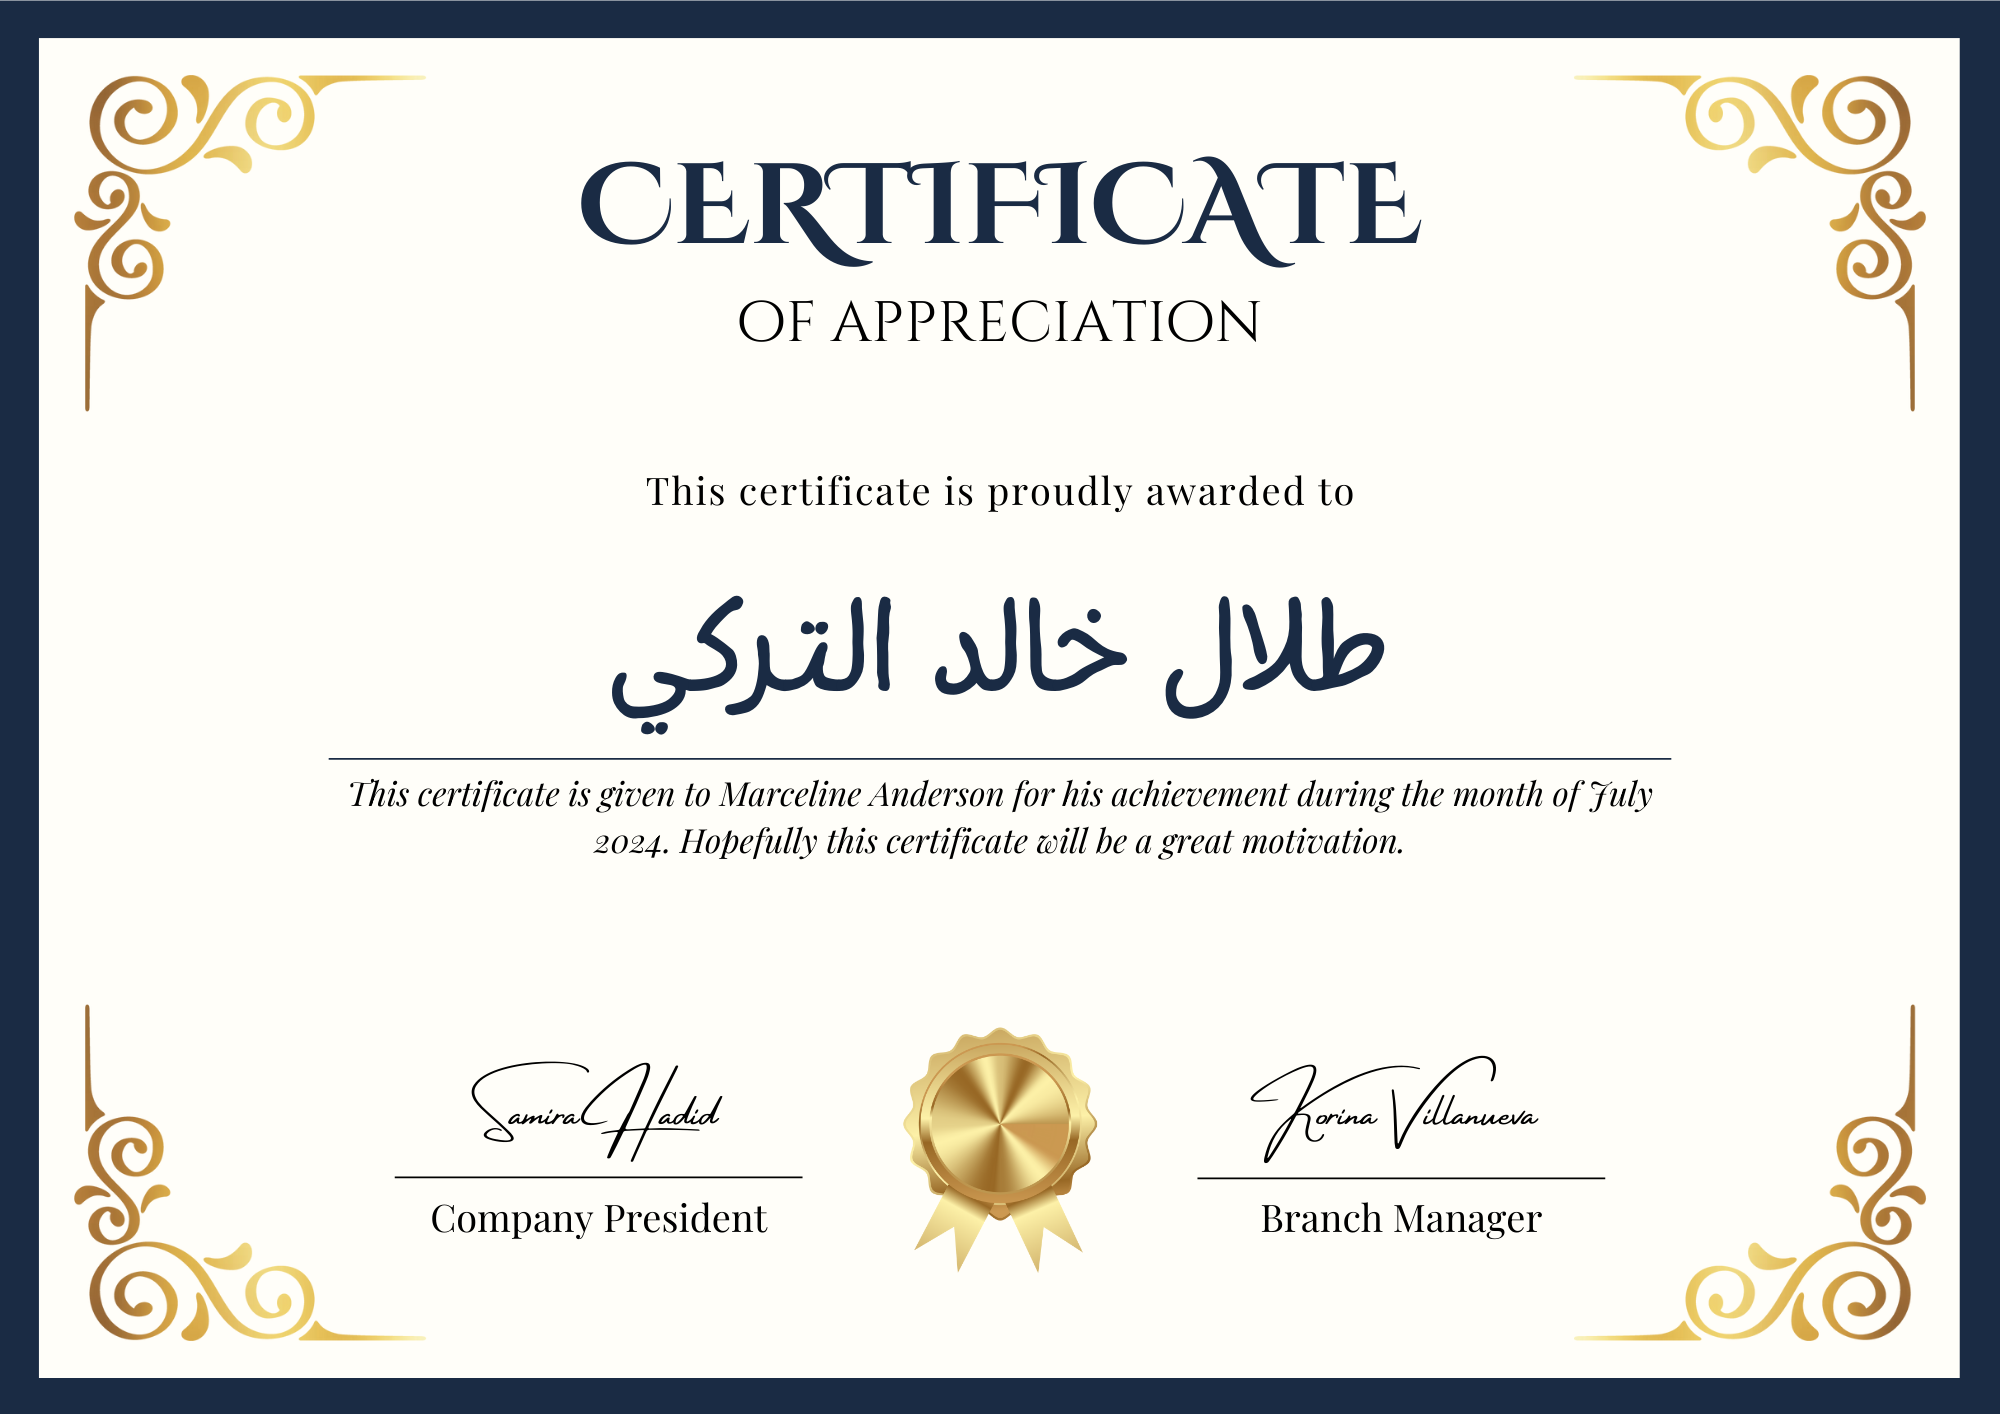 CERTIFICATE
OF APPRECIATION
This certificate is proudly awarded to
طلال خالد التركي
This certificate is given to Marceline Anderson for his achievement during the month of July
2024. Hopefully this certificate will be a great motivation.
Samira Hadid
Korina Villanueva
Company President
Branch Manager